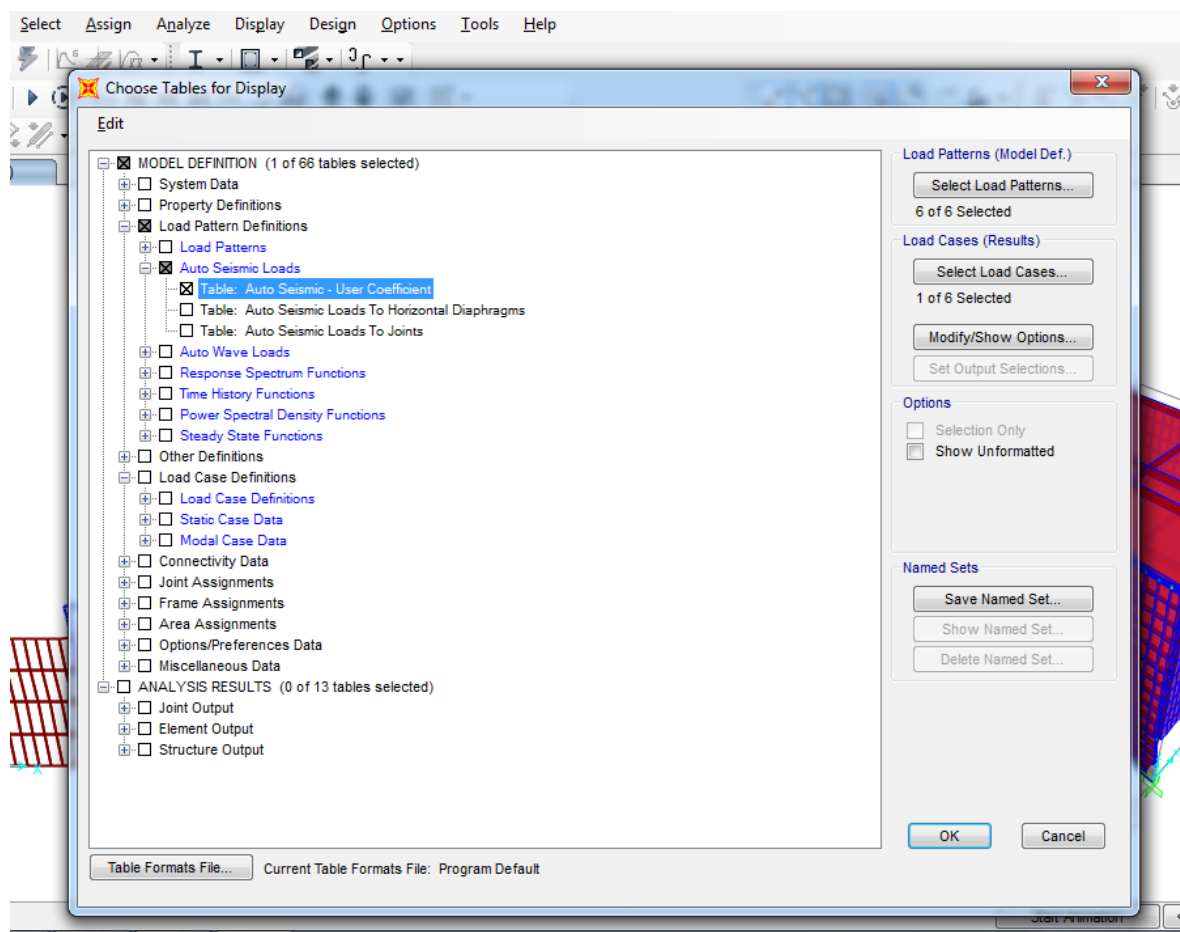 Select Assign Analyze Display Design Options Tools Help
Choose Tables for Display
Edit
MODEL DEFINITION (1 of 66 tables selected)
System Data
Property Definitions
Load Pattern Definitions
Load Patterns
Auto Seismic Loads
Table: Auto Seismic - User Coefficient
Table: Auto Seismic Loads To Horizontal Diaphragms
Table: Auto Seismic Loads To Joints
Auto Wave Loads
Response Spectrum Functions
Time History Functions
Power Spectral Density Functions
Steady State Functions
Other Definitions
Load Case Definitions
Load Case Definitions
Static Case Data
Modal Case Data
Connectivity Data
Joint Assignments
Frame Assignments
Area Assignments
Options/Preferences Data
Miscellaneous Data
ANALYSIS RESULTS (0 of 13 tables selected)
Joint Output
Element Output
Structure Output
Load Patterns (Model Def.)
Select Load Patterns...
6 of 6 Selected
Load Cases (Results)
Select Load Cases...
1 of 6 Selected
Modify/Show Options...
Set Output Selections...
Options
Selection Only
Show Unformatted
Named Sets
Save Named Set...
Show Named Set...
Delete Named Set...
OK Cancel
Table Formats File... Current Table Formats File: Program Default
Start Animation
X